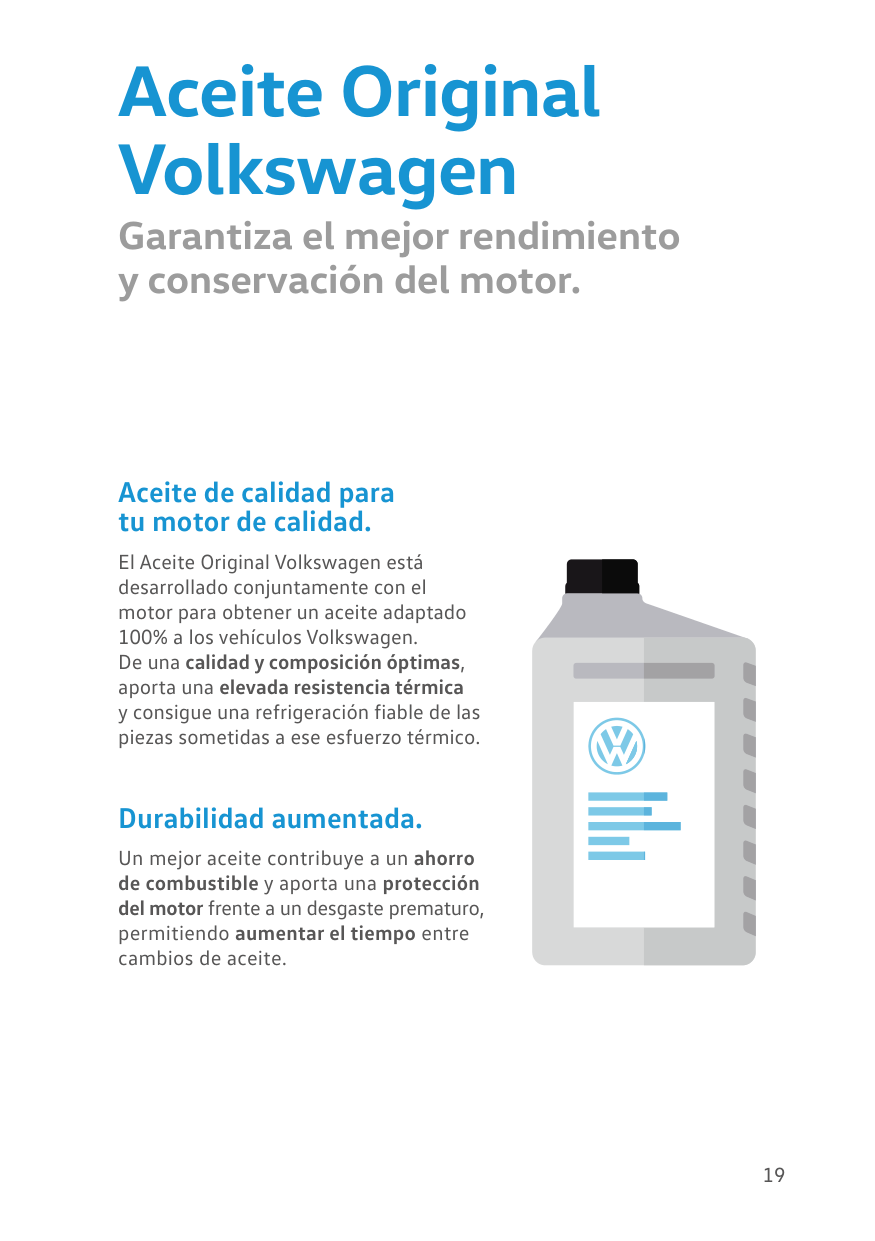 Aceite Original
Volkswagen
Garantiza el mejor rendimiento
y conservación del motor.
Aceite de calidad para
tu motor de calidad.
El Aceite Original Volkswagen está
desarrollado conjuntamente con el
motor para obtener un aceite adaptado
100% a los vehículos Volkswagen.
De una calidad y composición óptimas,
aporta una elevada resistencia térmica
y consigue una refrigeración fiable de las
piezas sometidas a ese esfuerzo térmico.
Durabilidad aumentada.
Un mejor aceite contribuye a un ahorro
de combustible y aporta una protección
del motor frente a un desgaste prematuro,
permitiendo aumentar el tiempo entre
cambios de aceite.
19